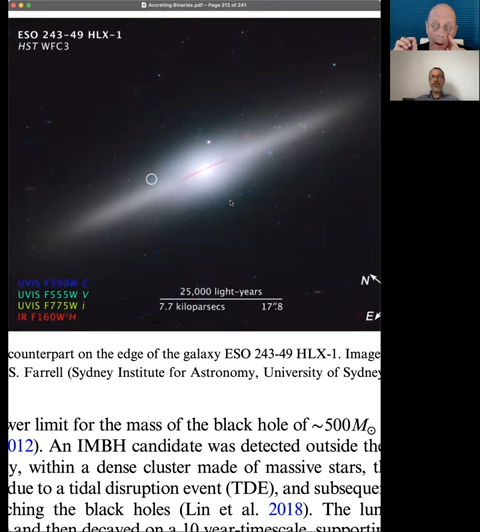 Accreting Binaries.pdf – Page 212 of 241
ESO 243-49 HLX-1
HST WFC3
UVIS F390W C
UVIS F555W V
UVIS F775W i
IR F160W H
25,000 light-years
7.7 kiloparsecs 17".8
N
E
counterpart on the edge of the galaxy ESO 243-49 HLX-1. Image
S. Farrell (Sydney Institute for Astronomy, University of Sydney
wer limit for the mass of the black hole of ∼500M☉
012). An IMBH candidate was detected outside the
y, within a dense cluster made of massive stars, t
due to a tidal disruption event (TDE), and subseque
ching the black holes (Lin et al. 2018). The lum
and then decayed on a 10 year-timescale, supporting